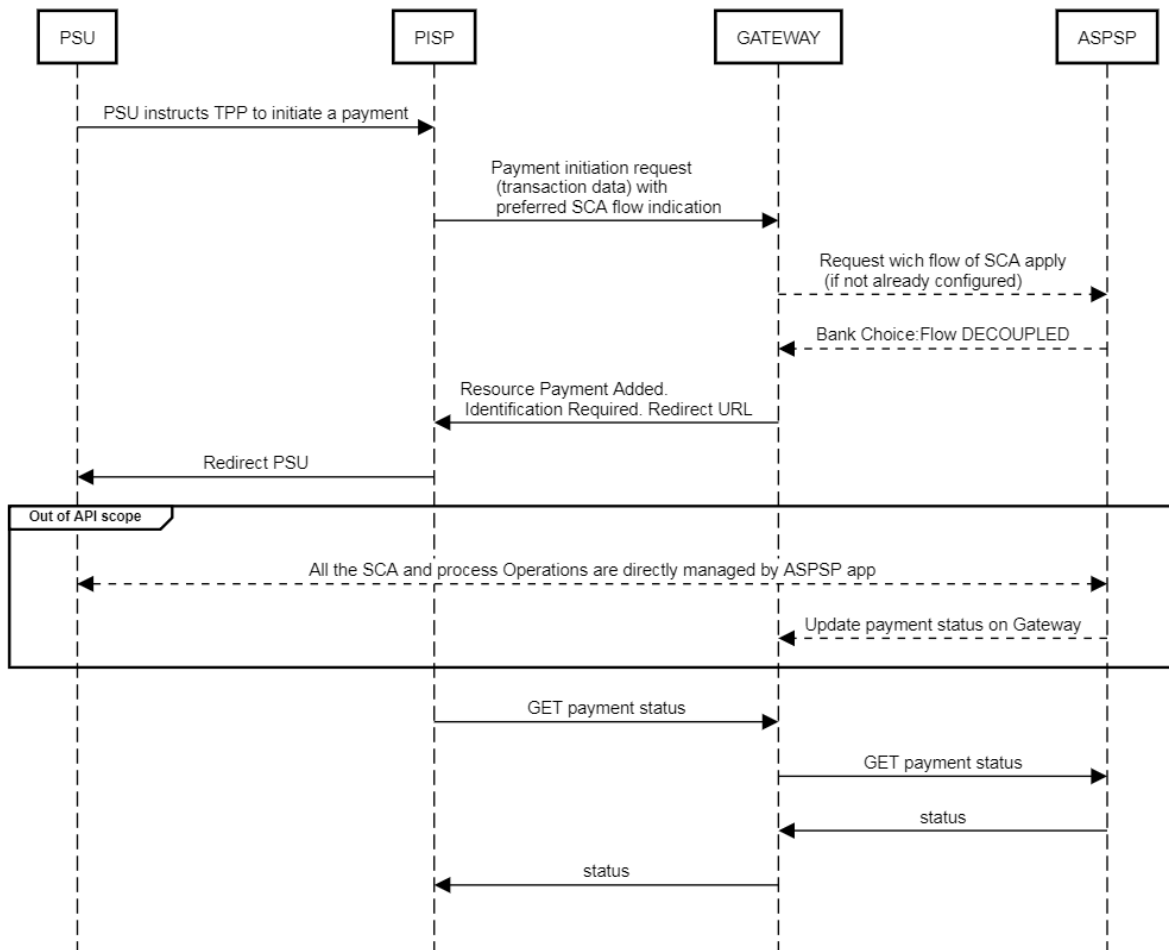 PSU
PISP
GATEWAY
ASPSP
PSU instructs TPP to initiate a payment
Payment initiation request
(transaction data) with
preferred SCA flow indication
Request wich flow of SCA apply
(if not already configured)
Bank Choice:Flow DECOUPLED
Resource Payment Added.
Identification Required. Redirect URL
Redirect PSU
Out of API scope
All the SCA and process Operations are directly managed by ASPSP app
Update payment status on Gateway
GET payment status
GET payment status
status
status